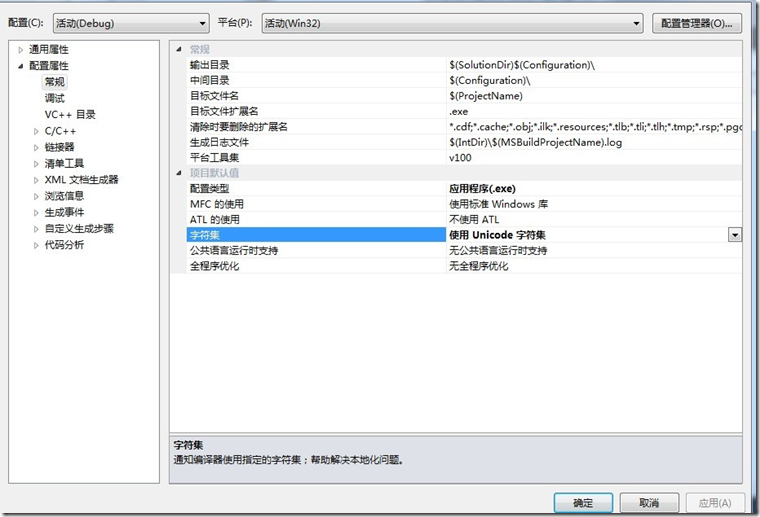 配置(C): 活动(Debug) 平台(P): 活动(Win32) 配置管理器(O)...
通用属性
配置属性
常规
调试
VC++ 目录
C/C++
链接器
清单工具
XML 文档生成器
浏览信息
生成事件
自定义生成步骤
代码分析
常规
输出目录 $(SolutionDir)$(Configuration)\
中间目录 $(Configuration)\
目标文件名 $(ProjectName)
目标文件扩展名 .exe
清除时要删除的扩展名 *.cdf;*.cache;*.obj;*.ilk;*.resources;*.tlb;*.tli;*.tlh;*.tmp;*.rsp;*.pgc
生成日志文件 $(IntDir)\$(MSBuildProjectName).log
平台工具集 v100
项目默认值
配置类型 应用程序(.exe)
MFC 的使用 使用标准 Windows 库
ATL 的使用 不使用 ATL
字符集 使用 Unicode 字符集
公共语言运行时支持 无公共语言运行时支持
全程序优化 无全程序优化
字符集
通知编译器使用指定的字符集；帮助解决本地化问题。
确定 取消 应用(A)